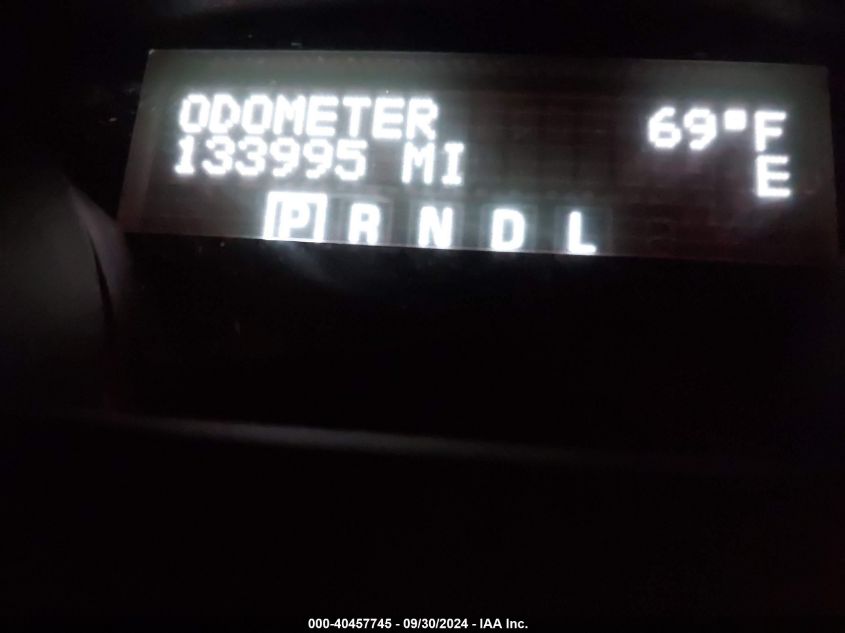 ODOMETER 69°F
133995 MI E
P R N D L
000-40457745 - 09/30/2024 - IAA Inc.